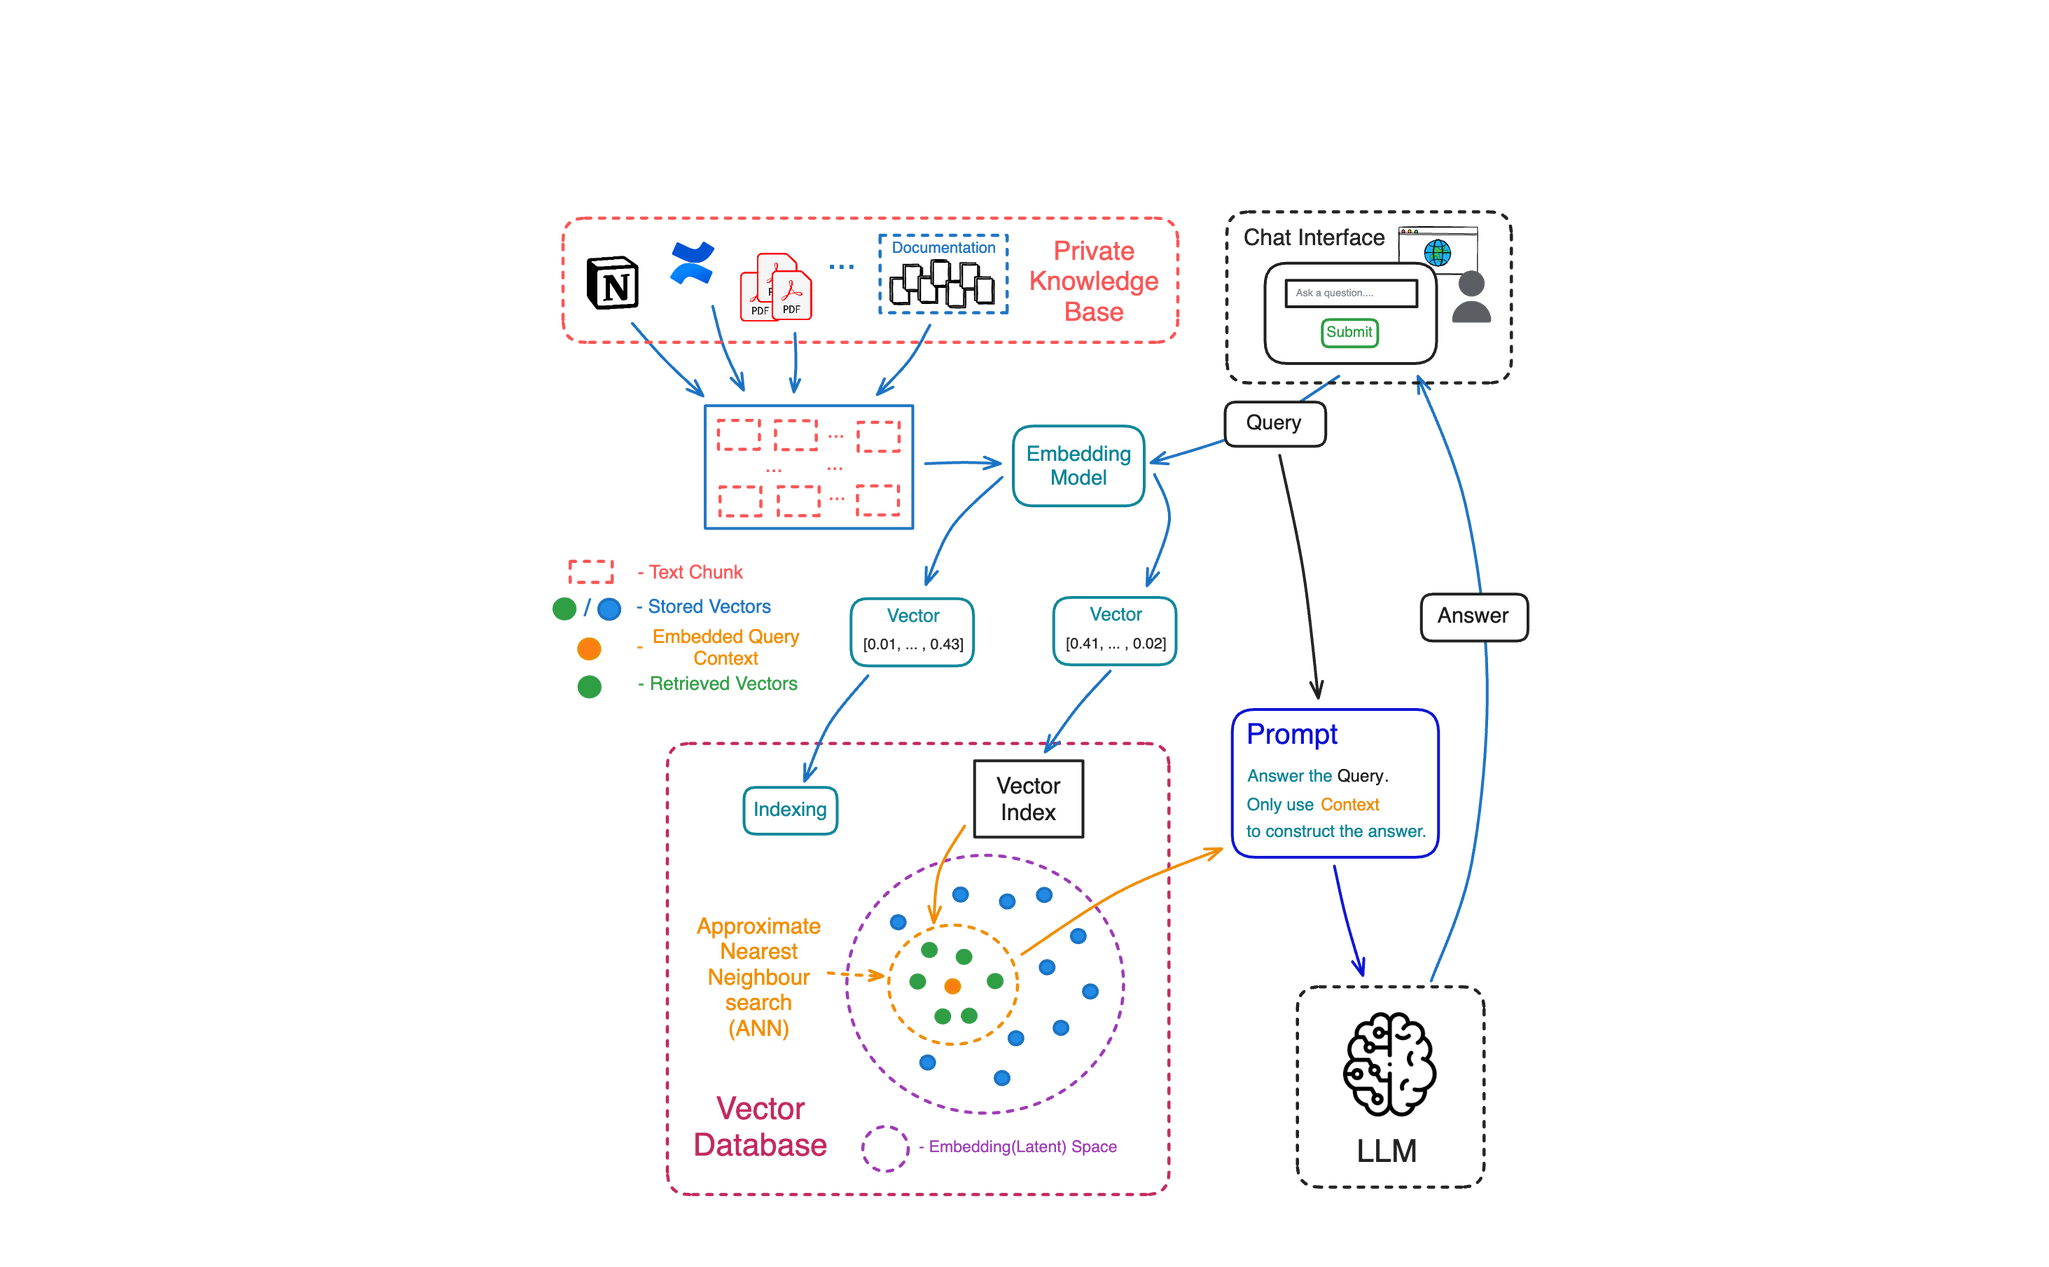 Documentation
Private
Knowledge
Base
N
PDF
PDF
...
Chat Interface
Ask a question....
Submit
Query
Embedding
Model
... 
... ...
...
- Text Chunk
/ - Stored Vectors
- Embedded Query
Context
- Retrieved Vectors
Vector
[0.01, ... , 0.43]
Vector
[0.41, ... , 0.02]
Answer
Prompt
Answer the Query.
Only use Context
to construct the answer.
Indexing
Vector
Index
Approximate
Nearest
Neighbour
search
(ANN)
Vector
Database
- Embedding(Latent) Space
LLM